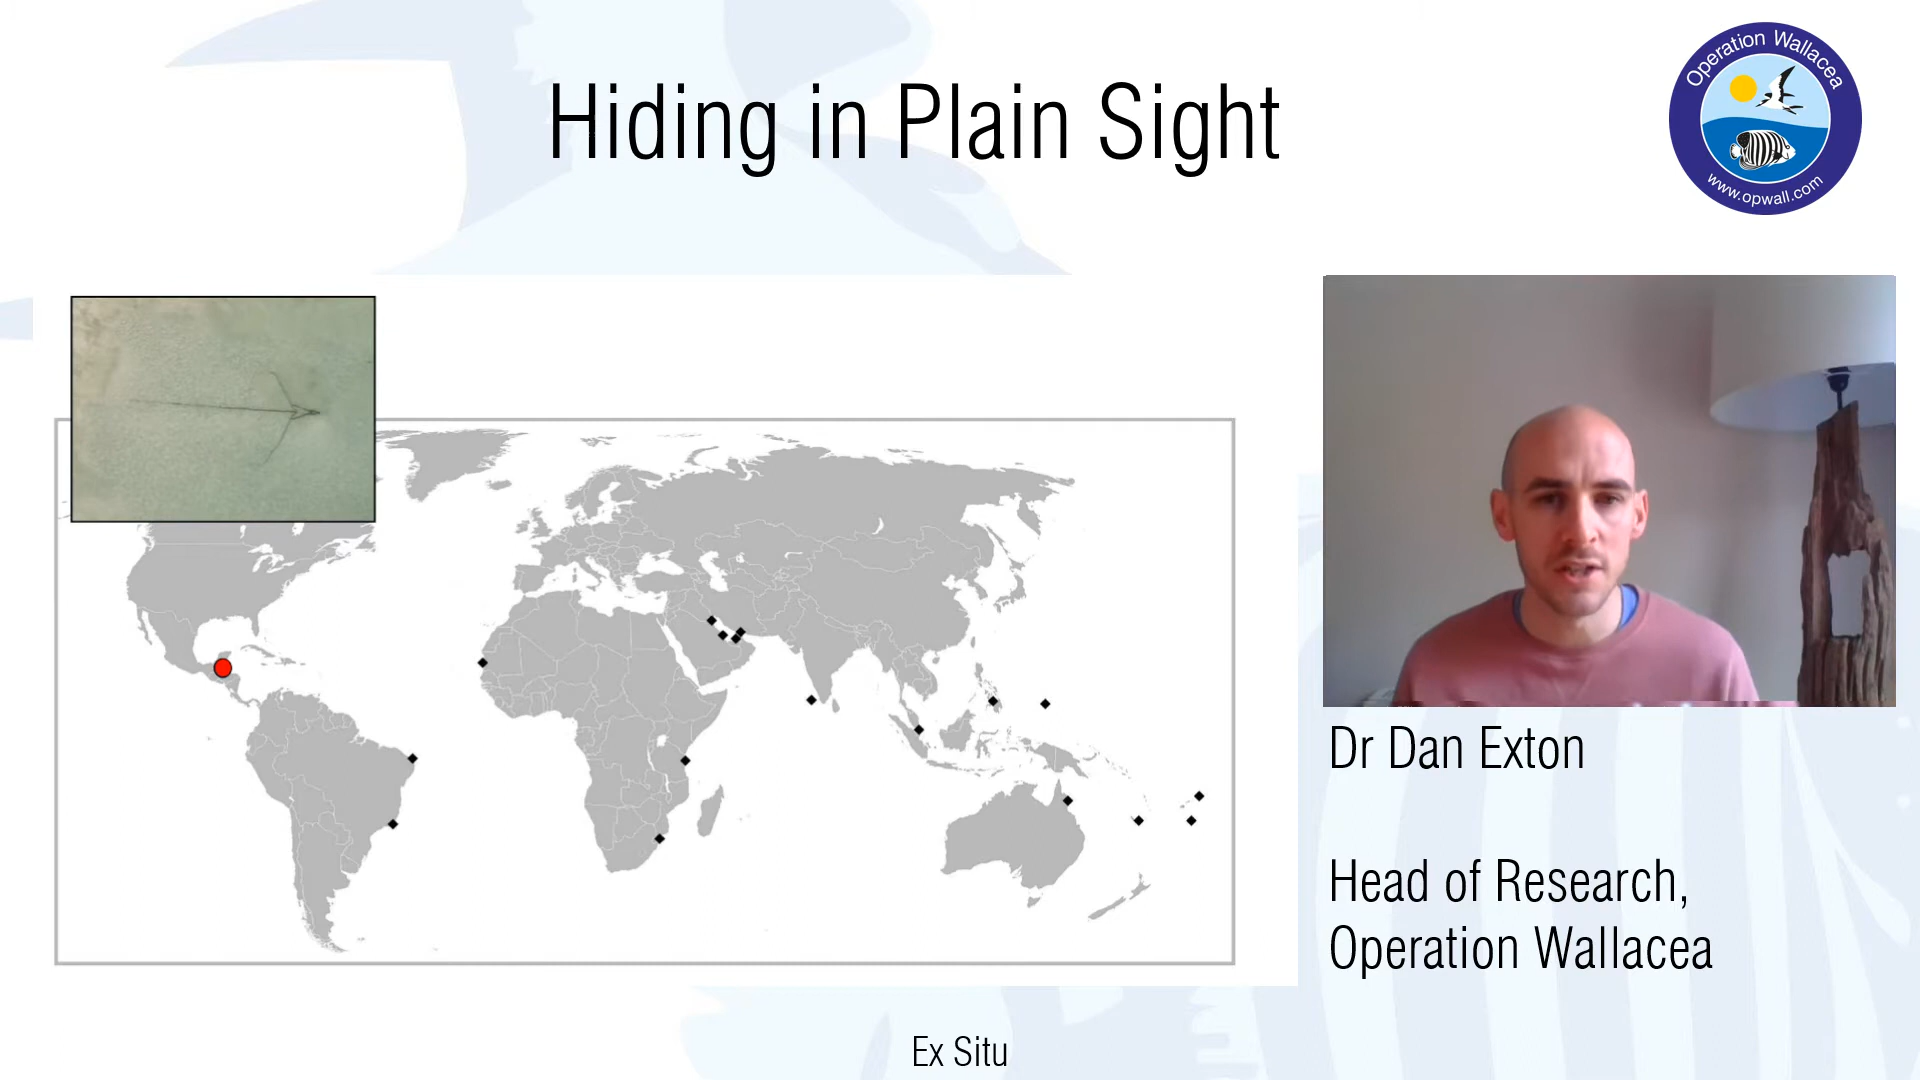 Hiding in Plain Sight
Operation Wallacea
www.opwall.com
Dr Dan Exton
Head of Research,
Operation Wallacea
Ex Situ